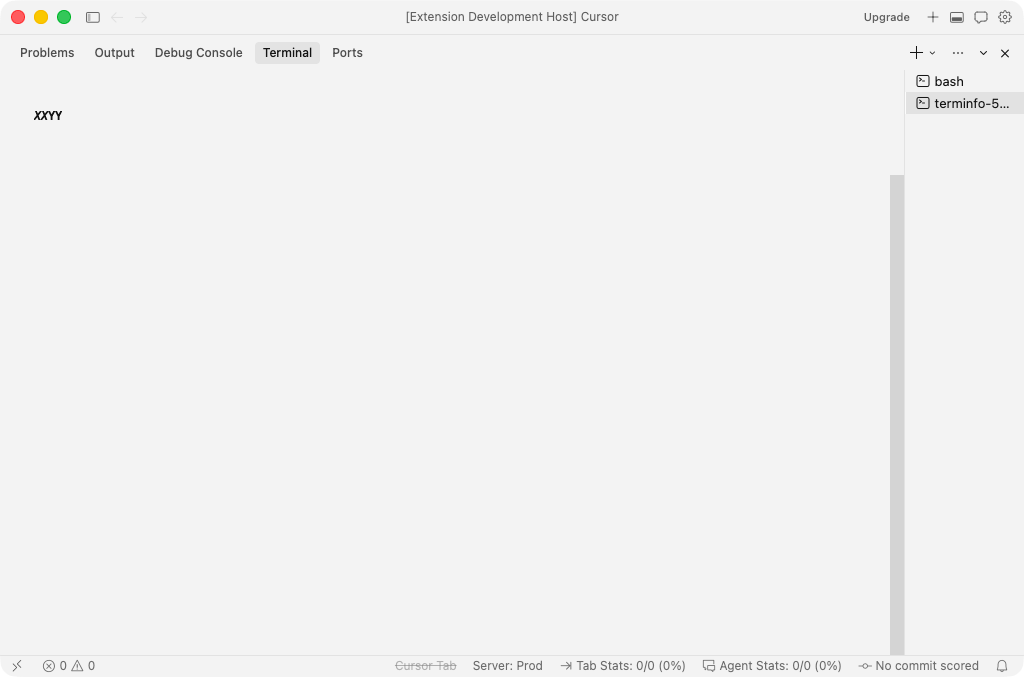 [Extension Development Host] Cursor
Upgrade
Problems Output Debug Console Terminal Ports
bash
terminfo-5...
XXYY
0 0 Cursor Tab Server: Prod Tab Stats: 0/0 (0%) Agent Stats: 0/0 (0%) No commit scored